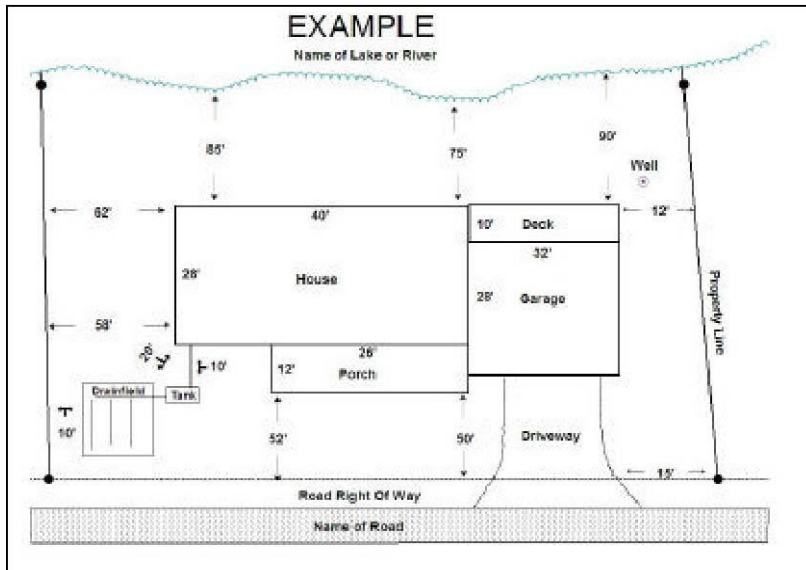 EXAMPLE
Name of Lake or River
85'
75'
90'
Well
62'
40'
10'
Deck
12'
32'
28'
House
28'
Garage
Property Line
58'
26'
10'
12'
Porch
Drainfield
Tank
10'
52'
50'
Driveway
15'
Road Right Of Way
Name of Road